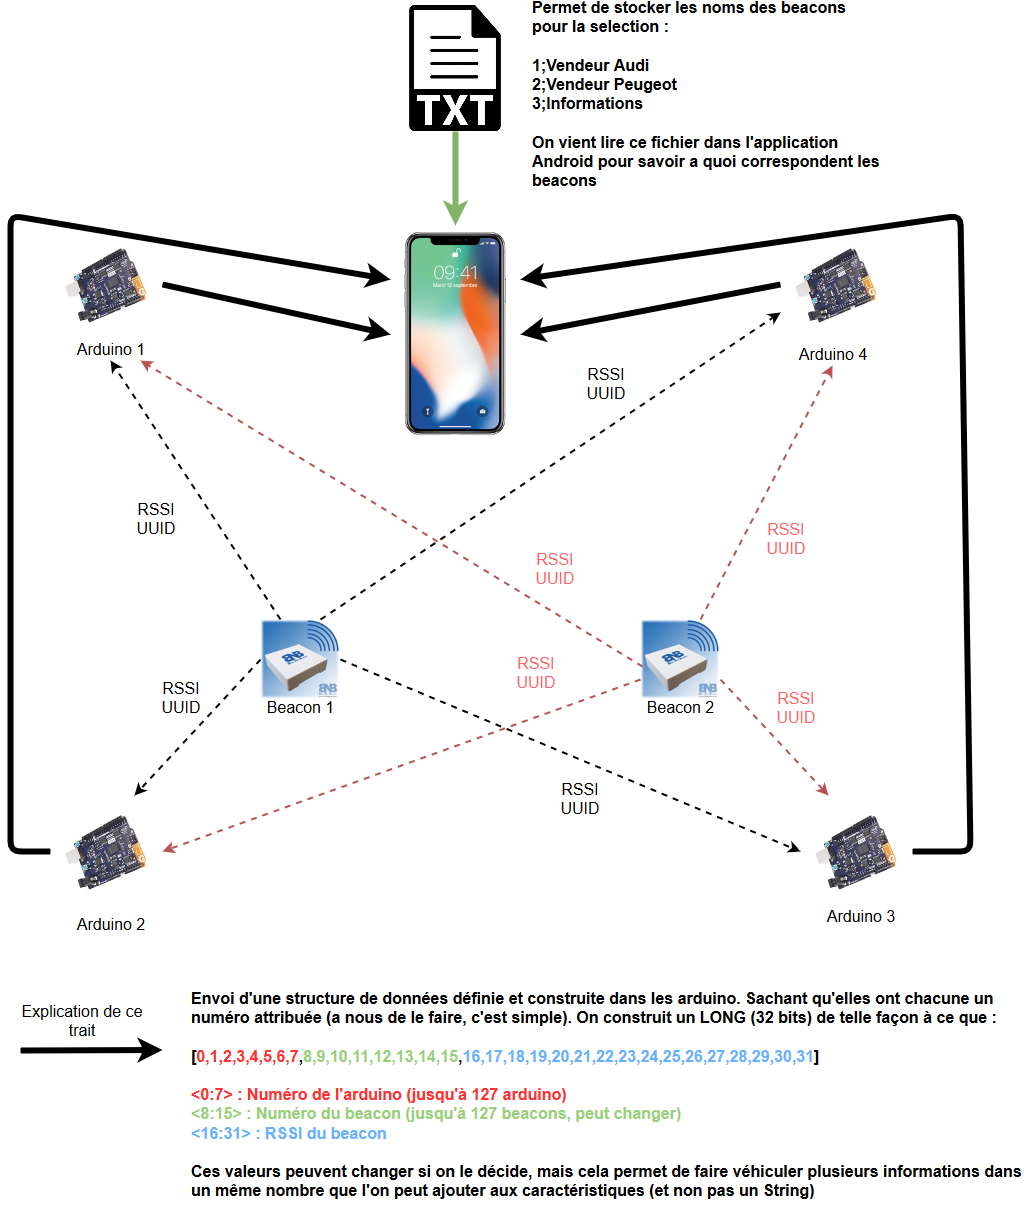 Permet de stocker les noms des beacons
pour la selection :
1;Vendeur Audi
2;Vendeur Peugeot
3;Informations
On vient lire ce fichier dans l'application
Android pour savoir a quoi correspondent les
beacons
TXT
09:41
Mardi 12 septembre
Arduino 1
Arduino 4
RSSI
UUID
RSSI
UUID
RSSI
UUID
RSSI
UUID
RSSI
UUID
RSSI
UUID
RSSI
UUID
BNB
BNB
Beacon 1
BNB
BNB
Beacon 2
RSSI
UUID
Arduino 2
Arduino 3
Explication de ce
trait
Envoi d'une structure de données définie et construite dans les arduino. Sachant qu'elles ont chacune un
numéro attribuée (a nous de le faire, c'est simple). On construit un LONG (32 bits) de telle façon à ce que :
[0,1,2,3,4,5,6,7,8,9,10,11,12,13,14,15,16,17,18,19,20,21,22,23,24,25,26,27,28,29,30,31]
<0:7> : Numéro de l'arduino (jusqu'à 127 arduino)
<8:15> : Numéro du beacon (jusqu'à 127 beacons, peut changer)
<16:31> : RSSI du beacon
Ces valeurs peuvent changer si on le décide, mais cela permet de faire véhiculer plusieurs informations dans
un même nombre que l'on peut ajouter aux caractéristiques (et non pas un String)